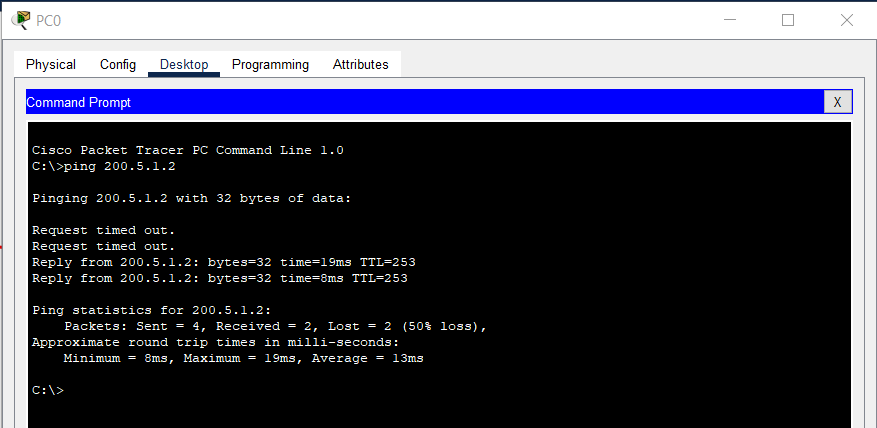 PC0
Physical Config Desktop Programming Attributes
Command Prompt X
Cisco Packet Tracer PC Command Line 1.0
C:\>ping 200.5.1.2
Pinging 200.5.1.2 with 32 bytes of data:
Request timed out.
Request timed out.
Reply from 200.5.1.2: bytes=32 time=19ms TTL=253
Reply from 200.5.1.2: bytes=32 time=8ms TTL=253
Ping statistics for 200.5.1.2:
Packets: Sent = 4, Received = 2, Lost = 2 (50% loss),
Approximate round trip times in milli-seconds:
Minimum = 8ms, Maximum = 19ms, Average = 13ms
C:\>